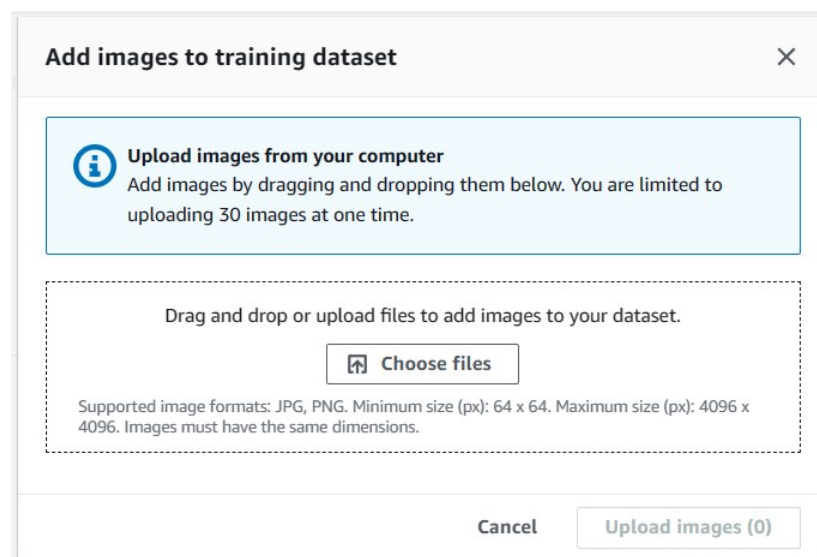 Add images to training dataset
Upload images from your computer
Add images by dragging and dropping them below. You are limited to
uploading 30 images at one time.
Drag and drop or upload files to add images to your dataset.
Choose files
Supported image formats: JPG, PNG. Minimum size (px): 64 x 64. Maximum size (px): 4096 x
4096. Images must have the same dimensions.
Cancel
Upload images (0)